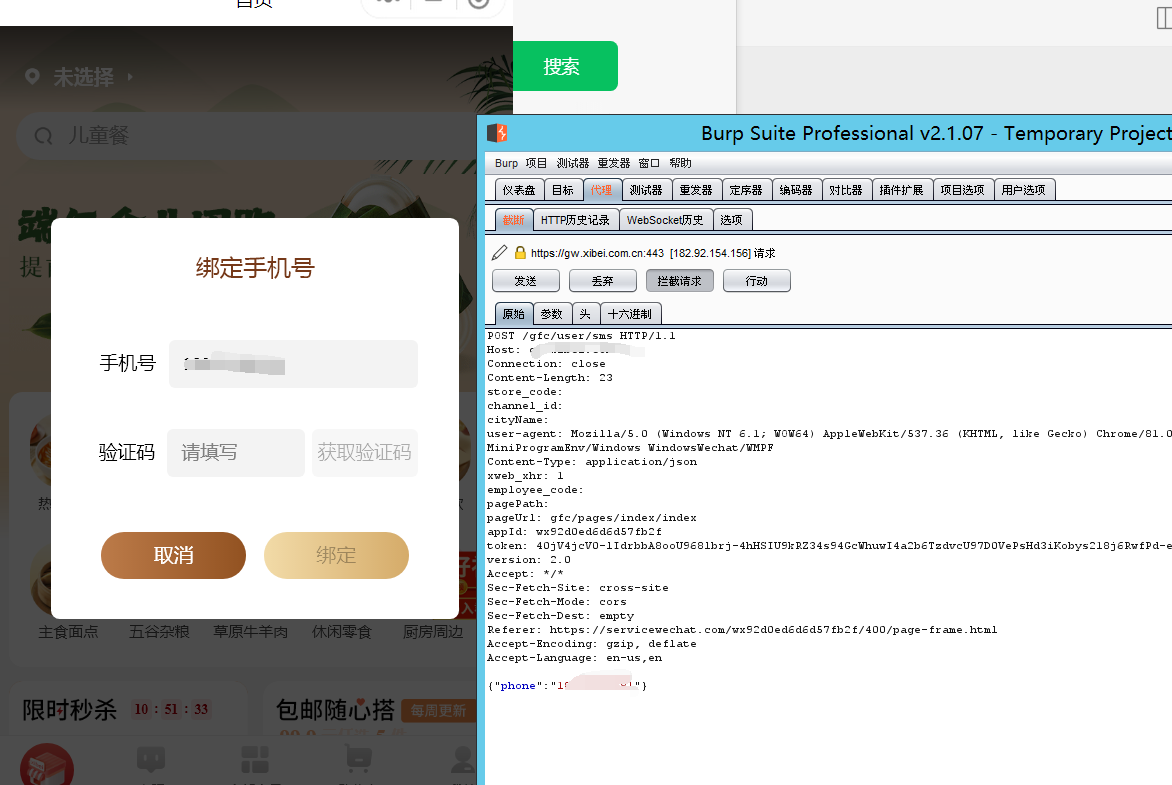 首页
未选择
儿童餐
搜索
绑定手机号
手机号
验证码
请填写
获取验证码
取消
绑定
主食面点
五谷杂粮
草原牛羊肉
休闲零食
厨房周边
限时秒杀
10 : 51 : 33
包邮随心搭
每周更新
Burp Suite Professional v2.1.07 - Temporary Project
Burp 项目 测试器 重发器 窗口 帮助
仪表盘 目标 代理 测试器 重发器 定序器 编码器 对比器 插件扩展 项目选项 用户选项
截断 HTTP历史记录 WebSocket历史 选项
https://gw.xibei.com.cn:443 [182.92.154.156] 请求
发送 丢弃 拦截请求 行动
原始 参数 头 十六进制
POST /gfc/user/sms HTTP/1.1
Host:
Connection: close
Content-Length: 23
store_code:
channel_id:
cityName:
user-agent: Mozilla/5.0 (Windows NT 6.1; WOW64) AppleWebKit/537.36 (KHTML, like Gecko) Chrome/81.0
MiniProgramEnv/Windows WindowsWechat/WMPF
Content-Type: application/json
xweb_xhr: 1
employee_code:
pagePath:
pageUrl: gfc/pages/index/index
appId: wx92d0ed6d6d57fb2f
token: 40jV4jcV0-lIdrbbA8ooU968lbrj-4hHSIU9kRZ34s94GcWhuwI4a2b6TzdvcU97D0VePsHd3iKobys2l8j6RwfPd-e
version: 2.0
Accept: */*
Sec-Fetch-Site: cross-site
Sec-Fetch-Mode: cors
Sec-Fetch-Dest: empty
Referer: https://servicewechat.com/wx92d0ed6d6d57fb2f/400/page-frame.html
Accept-Encoding: gzip, deflate
Accept-Language: en-us,en
{"phone":"1 "}